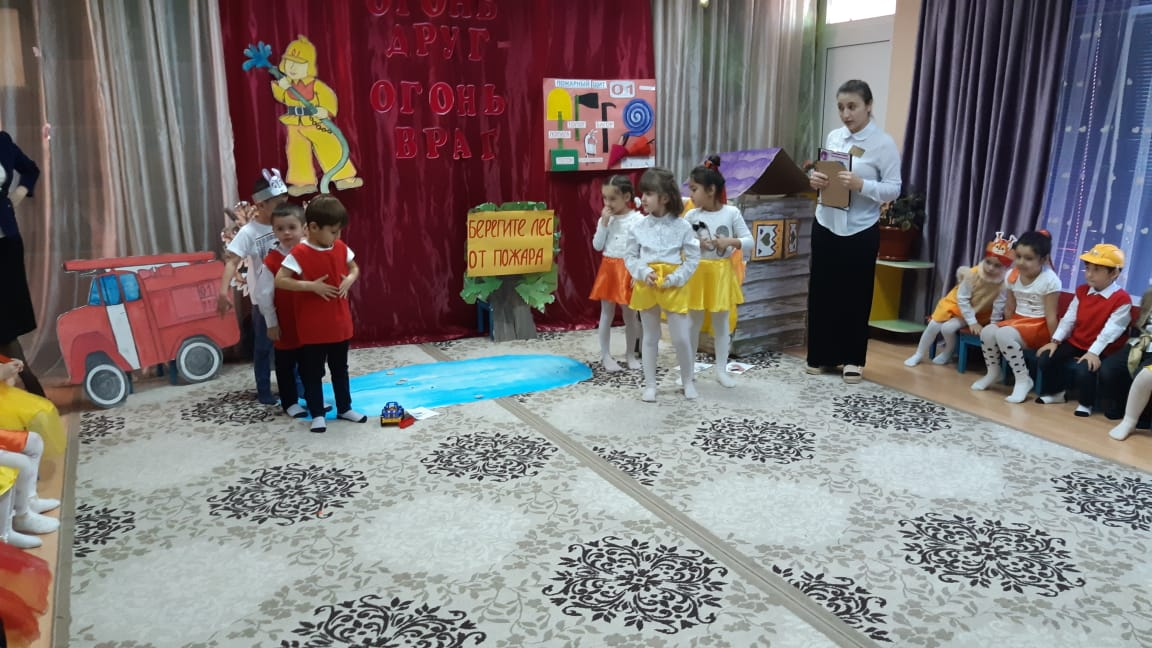 ОГОНЬ
ДРУГ
ОГОНЬ
ВРАГ
ПОЖАРНЫЙ ЩИТ
01
БЕРЕГИТЕ ЛЕС
ОТ ПОЖАРА